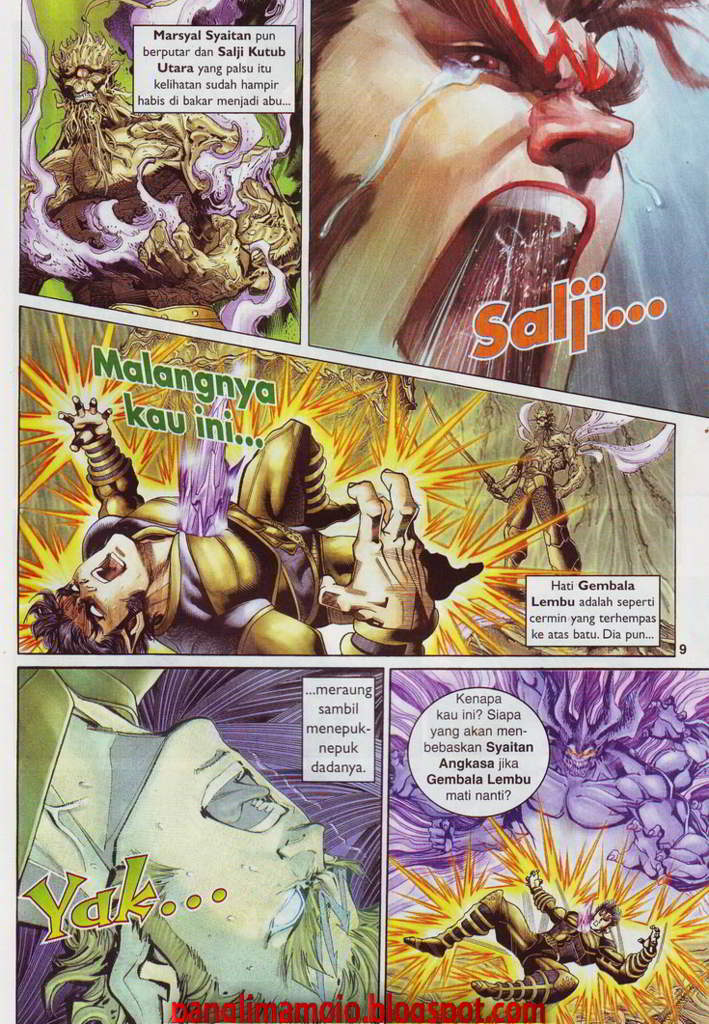 Marsyal Syaitan pun
berputar dan Salji Kutub
Utara yang palsu itu
kelihatan sudah hampir
habis di bakar menjadi abu...
Salji...
Malangnya
kau ini...
Hati Gembala
Lembu adalah seperti
cermin yang terhempas
ke atas batu. Dia pun...
9
...meraung
sambil
menepuk-
nepuk
dadanya.
Yak...
Kenapa
kau ini? Siapa
yang akan mem-
bebaskan Syaitan
Angkasa jika
Gembala Lembu
mati nanti?
panglimamojo.blogspot.com